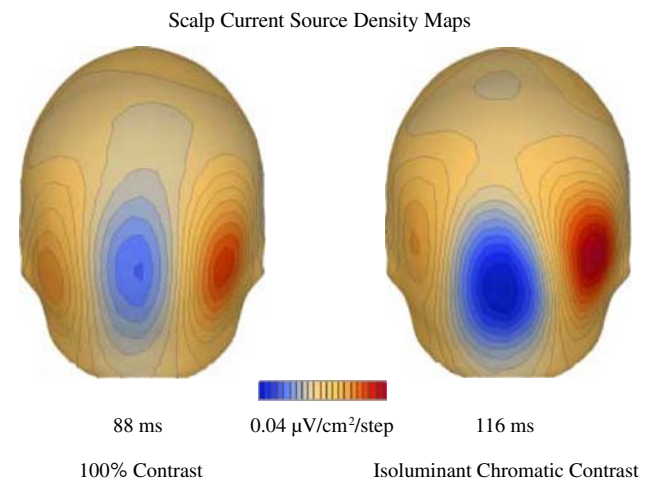 Scalp Current Source Density Maps
88 ms 0.04 μV/cm²/step 116 ms
100% Contrast Isoluminant Chromatic Contrast